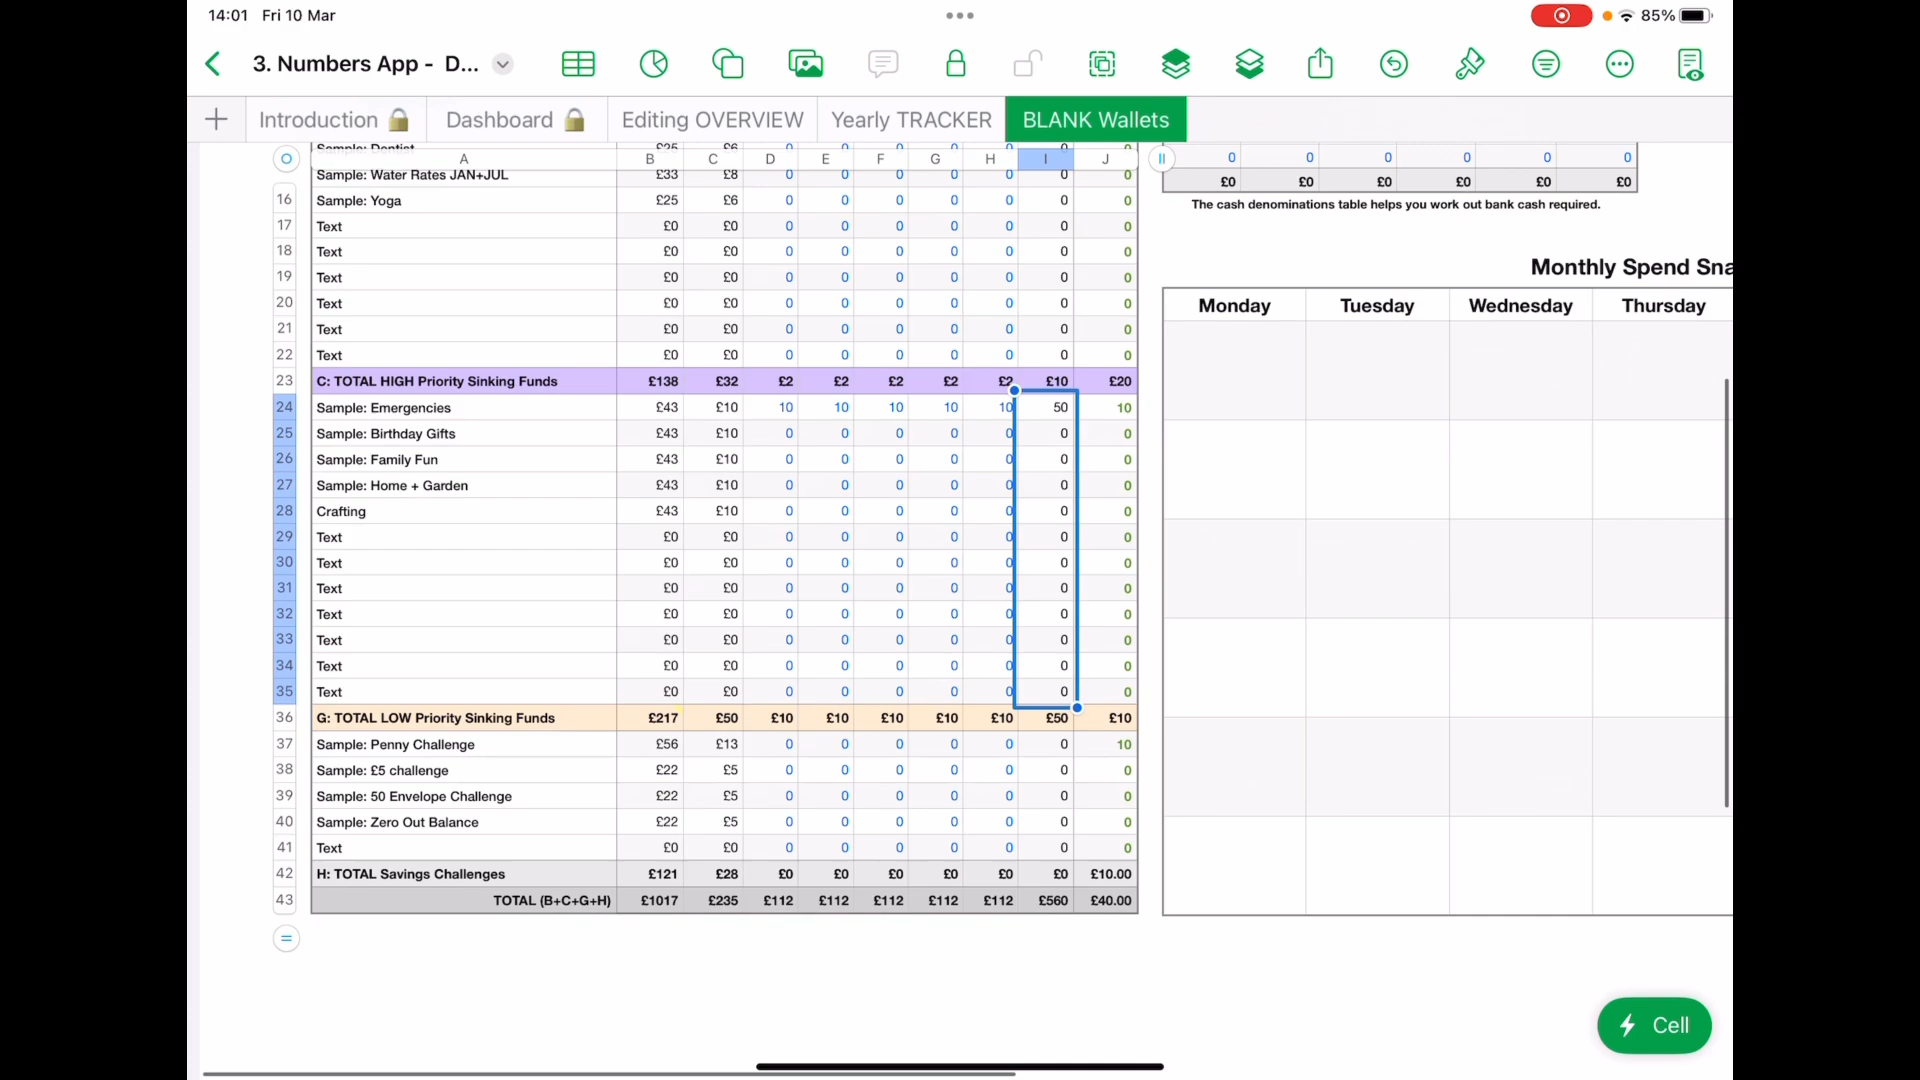 14:01 Fri 10 Mar 85%
3. Numbers App - D...
Introduction Dashboard Editing OVERVIEW Yearly TRACKER BLANK Wallets
Sample: Dentist £25 £6 0 0 0 0 0 0 0
A B C D E F G H I J
Sample: Water Rates JAN+JUL £33 £8 0 0 0 0 0 0 0
16 Sample: Yoga £25 £6 0 0 0 0 0 0 0
17 Text £0 £0 0 0 0 0 0 0 0
18 Text £0 £0 0 0 0 0 0 0 0
19 Text £0 £0 0 0 0 0 0 0 0
20 Text £0 £0 0 0 0 0 0 0 0
21 Text £0 £0 0 0 0 0 0 0 0
22 Text £0 £0 0 0 0 0 0 0 0
23 C: TOTAL HIGH Priority Sinking Funds £138 £32 £2 £2 £2 £2 £2 £10 £20
24 Sample: Emergencies £43 £10 10 10 10 10 10 50 10
25 Sample: Birthday Gifts £43 £10 0 0 0 0 0 0 0
26 Sample: Family Fun £43 £10 0 0 0 0 0 0 0
27 Sample: Home + Garden £43 £10 0 0 0 0 0 0 0
28 Crafting £43 £10 0 0 0 0 0 0 0
29 Text £0 £0 0 0 0 0 0 0 0
30 Text £0 £0 0 0 0 0 0 0 0
31 Text £0 £0 0 0 0 0 0 0 0
32 Text £0 £0 0 0 0 0 0 0 0
33 Text £0 £0 0 0 0 0 0 0 0
34 Text £0 £0 0 0 0 0 0 0 0
35 Text £0 £0 0 0 0 0 0 0 0
36 G: TOTAL LOW Priority Sinking Funds £217 £50 £10 £10 £10 £10 £10 £50 £10
37 Sample: Penny Challenge £56 £13 0 0 0 0 0 0 10
38 Sample: £5 challenge £22 £5 0 0 0 0 0 0 0
39 Sample: 50 Envelope Challenge £22 £5 0 0 0 0 0 0 0
40 Sample: Zero Out Balance £22 £5 0 0 0 0 0 0 0
41 Text £0 £0 0 0 0 0 0 0 0
42 H: TOTAL Savings Challenges £121 £28 £0 £0 £0 £0 £0 £0 £10.00
43 TOTAL (B+C+G+H) £1017 £235 £112 £112 £112 £112 £112 £560 £40.00
0 0 0 0 0 0
£0 £0 £0 £0 £0 £0
The cash denominations table helps you work out bank cash required.
Monthly Spend Sna
Monday Tuesday Wednesday Thursday
Cell